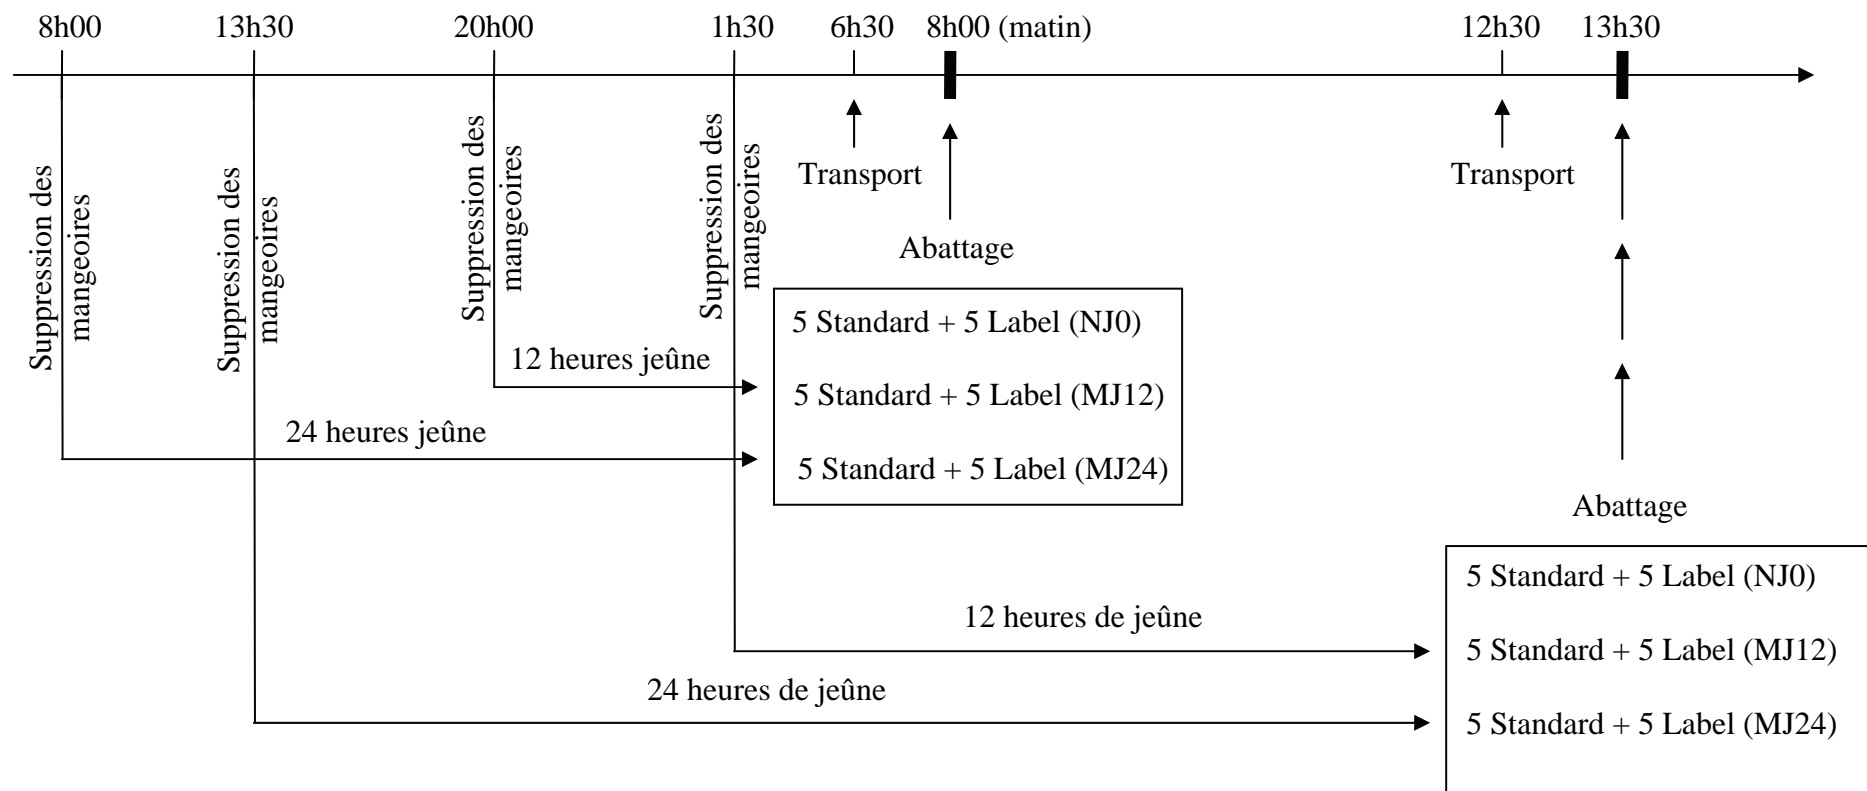 8h00
13h30
20h00
1h30
6h30
8h00 (matin)
12h30
13h30
Suppression des
mangeoires
Suppression des
mangeoires
Suppression des
mangeoires
Suppression des
mangeoires
Transport
Transport
Abattage
5 Standard + 5 Label (NJ0)
12 heures jeûne
5 Standard + 5 Label (MJ12)
24 heures jeûne
5 Standard + 5 Label (MJ24)
Abattage
5 Standard + 5 Label (NJ0)
12 heures de jeûne
5 Standard + 5 Label (MJ12)
24 heures de jeûne
5 Standard + 5 Label (MJ24)